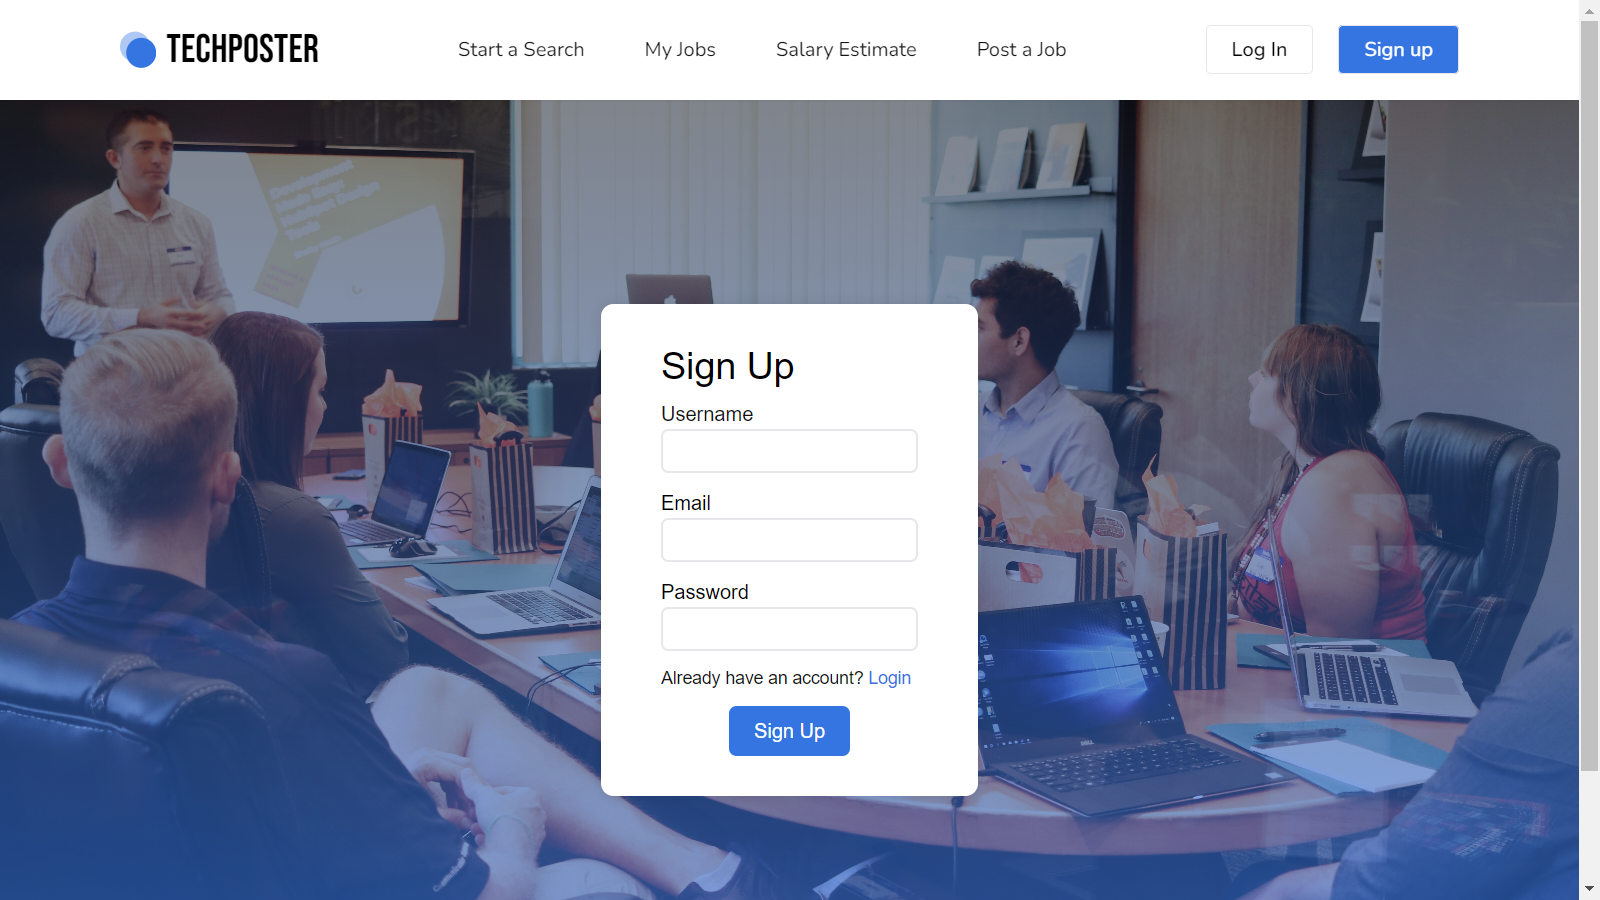 TECHPOSTER
Start a Search
My Jobs
Salary Estimate
Post a Job
Log In
Sign up
Sign Up
Username
Email
Password
Already have an account? Login
Sign Up